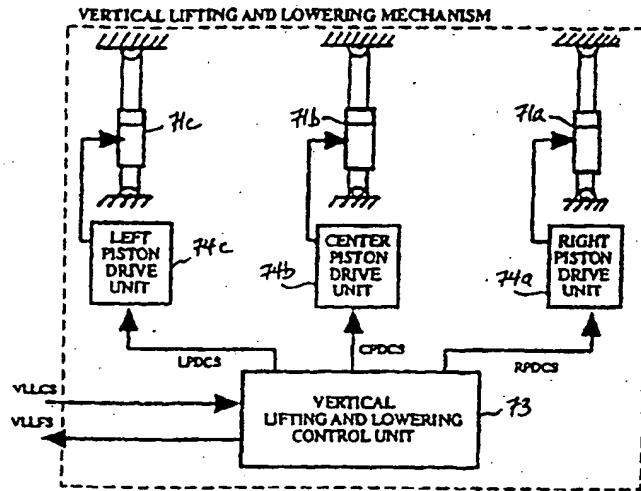 VERTICAL LIFTING AND LOWERING MECHANISM
71c
71b
71a
LEFT
PISTON
DRIVE
UNIT
74c
CENTER
PISTON
DRIVE
UNIT
74b
RIGHT
PISTON
DRIVE
UNIT
74a
LPDCS
CPDCS
RPDCS
VLLCS
VLLFS
VERTICAL
LIFTING AND LOWERING
CONTROL UNIT
73